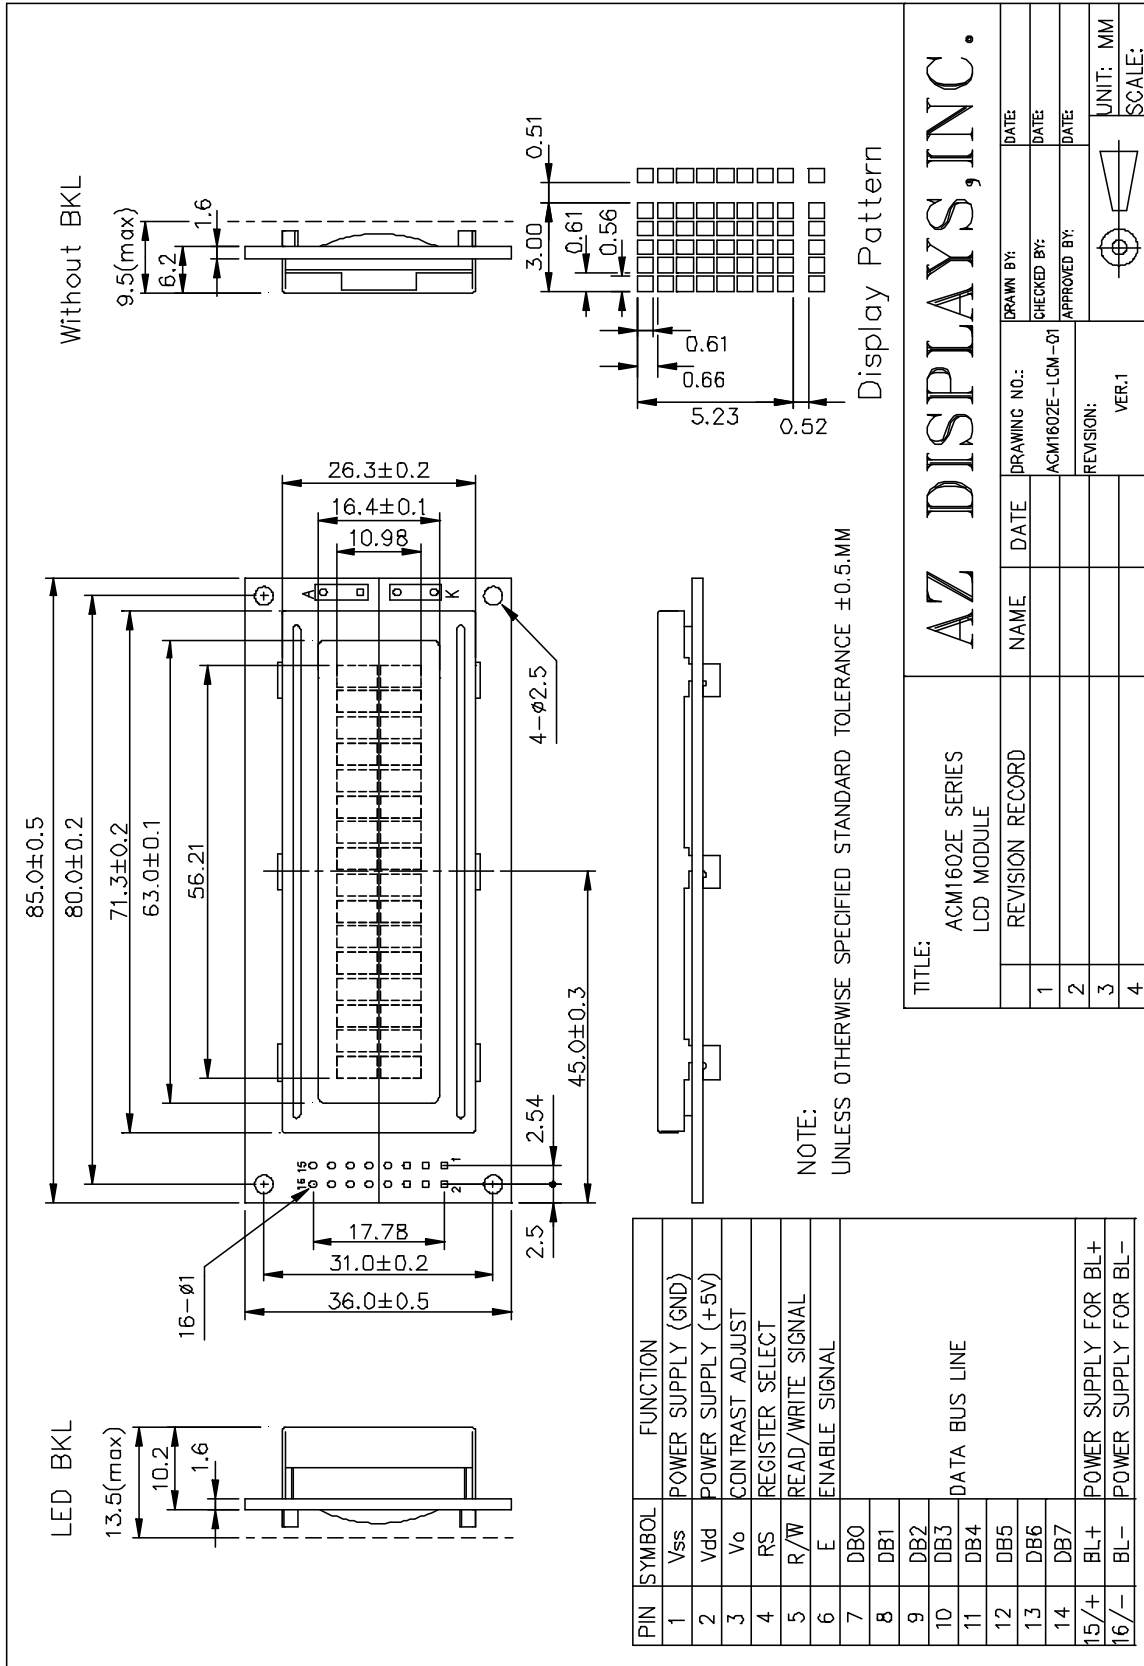 LED BKL
13.5(max)
10.2
1.6
85.0±0.5
80.0±0.2
71.3±0.2
63.0±0.1
56.21
16-ø1
16 15
2 1
A
K
17.78
31.0±0.2
36.0±0.5
2.5
2.54
45.0±0.3
4-ø2.5
10.98
16.4±0.1
26.3±0.2
Without BKL
9.5(max)
6.2
1.6
3.00
0.51
0.61
0.56
0.61
0.66
5.23
0.52
Display Pattern
NOTE:
UNLESS OTHERWISE SPECIFIED STANDARD TOLERANCE ±0.5.MM
PIN SYMBOL FUNCTION
1 Vss POWER SUPPLY (GND)
2 Vdd POWER SUPPLY (+5V)
3 Vo CONTRAST ADJUST
4 RS REGISTER SELECT
5 R/W READ/WRITE SIGNAL
6 E ENABLE SIGNAL
7 DB0
8 DB1
9 DB2
10 DB3
11 DB4 DATA BUS LINE
12 DB5
13 DB6
14 DB7
15/+ BL+ POWER SUPPLY FOR BL+
16/- BL- POWER SUPPLY FOR BL-
TITLE:
ACM1602E SERIES
LCD MODULE
AZ DISPLAYS,INC.
REVISION RECORD NAME DATE
1
2
3
4
DRAWING NO.:
ACM1602E-LCM-01
REVISION:
VER.1
DRAWN BY: DATE:
CHECKED BY: DATE:
APPROVED BY: DATE:
UNIT: MM
SCALE: